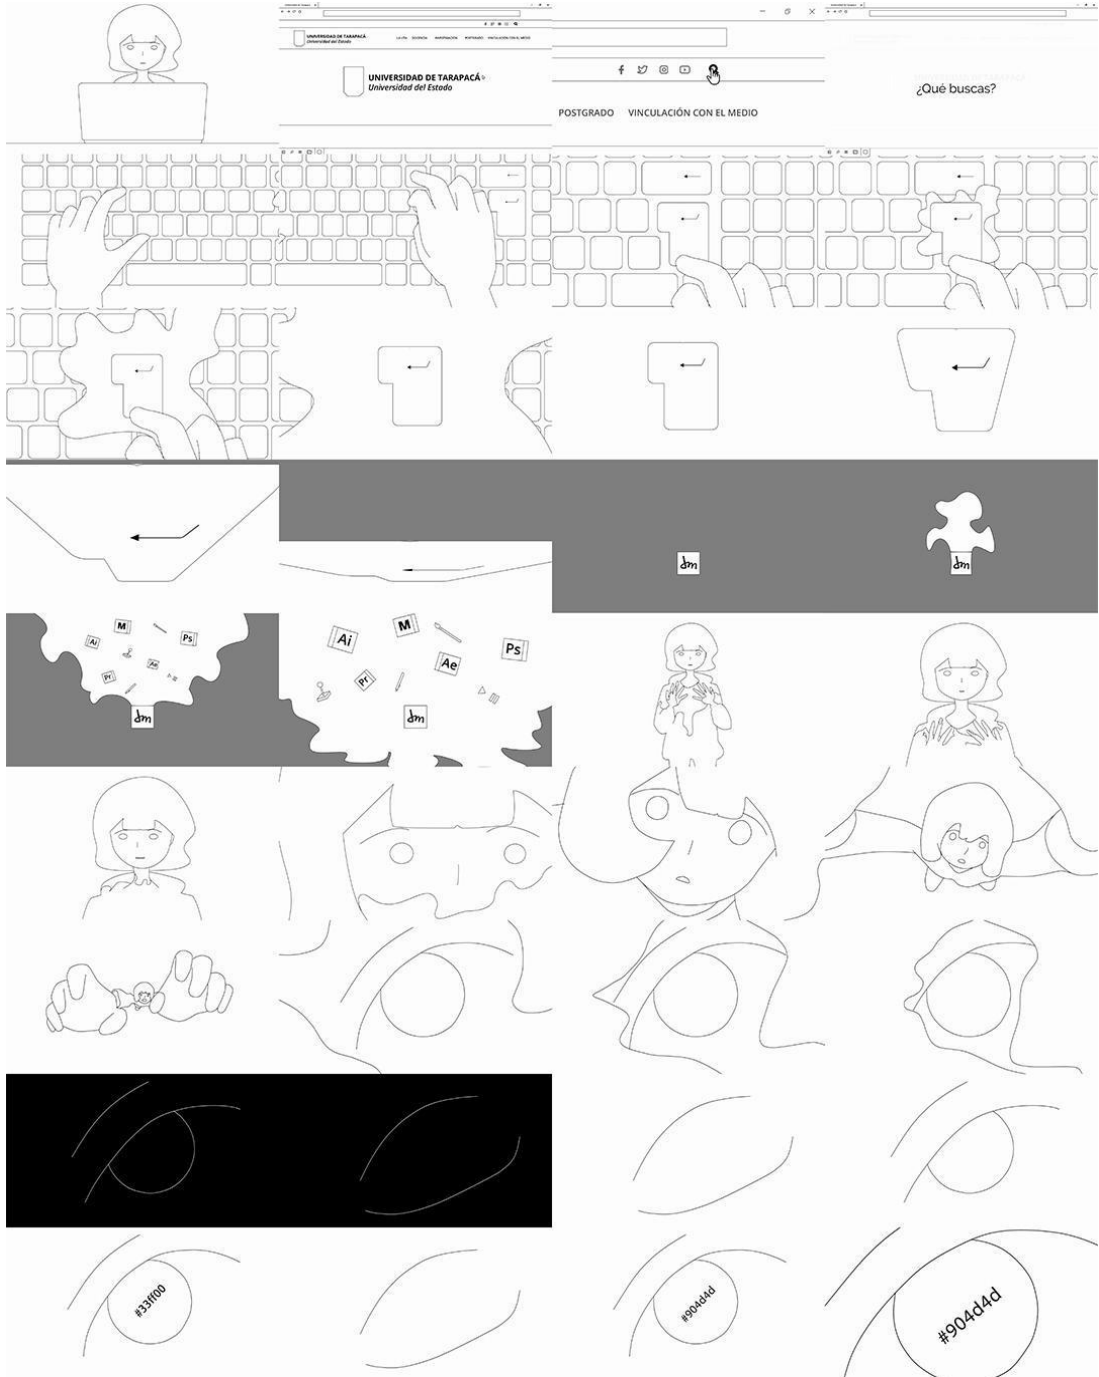 UNIVERSIDAD DE TARAPACÁ
Universidad del Estado
LA UTA DOCENCIA INVESTIGACIÓN POSTGRADO VINCULACIÓN CON EL MEDIO
UNIVERSIDAD DE TARAPACÁ
Universidad del Estado
POSTGRADO VINCULACIÓN CON EL MEDIO
¿Qué buscas?
dm
dm
Ai
M
Ps
Pr
Ae
dm
Ai
M
Ps
Pr
Ae
dm
#33ff00
#904d4d
#904d4d